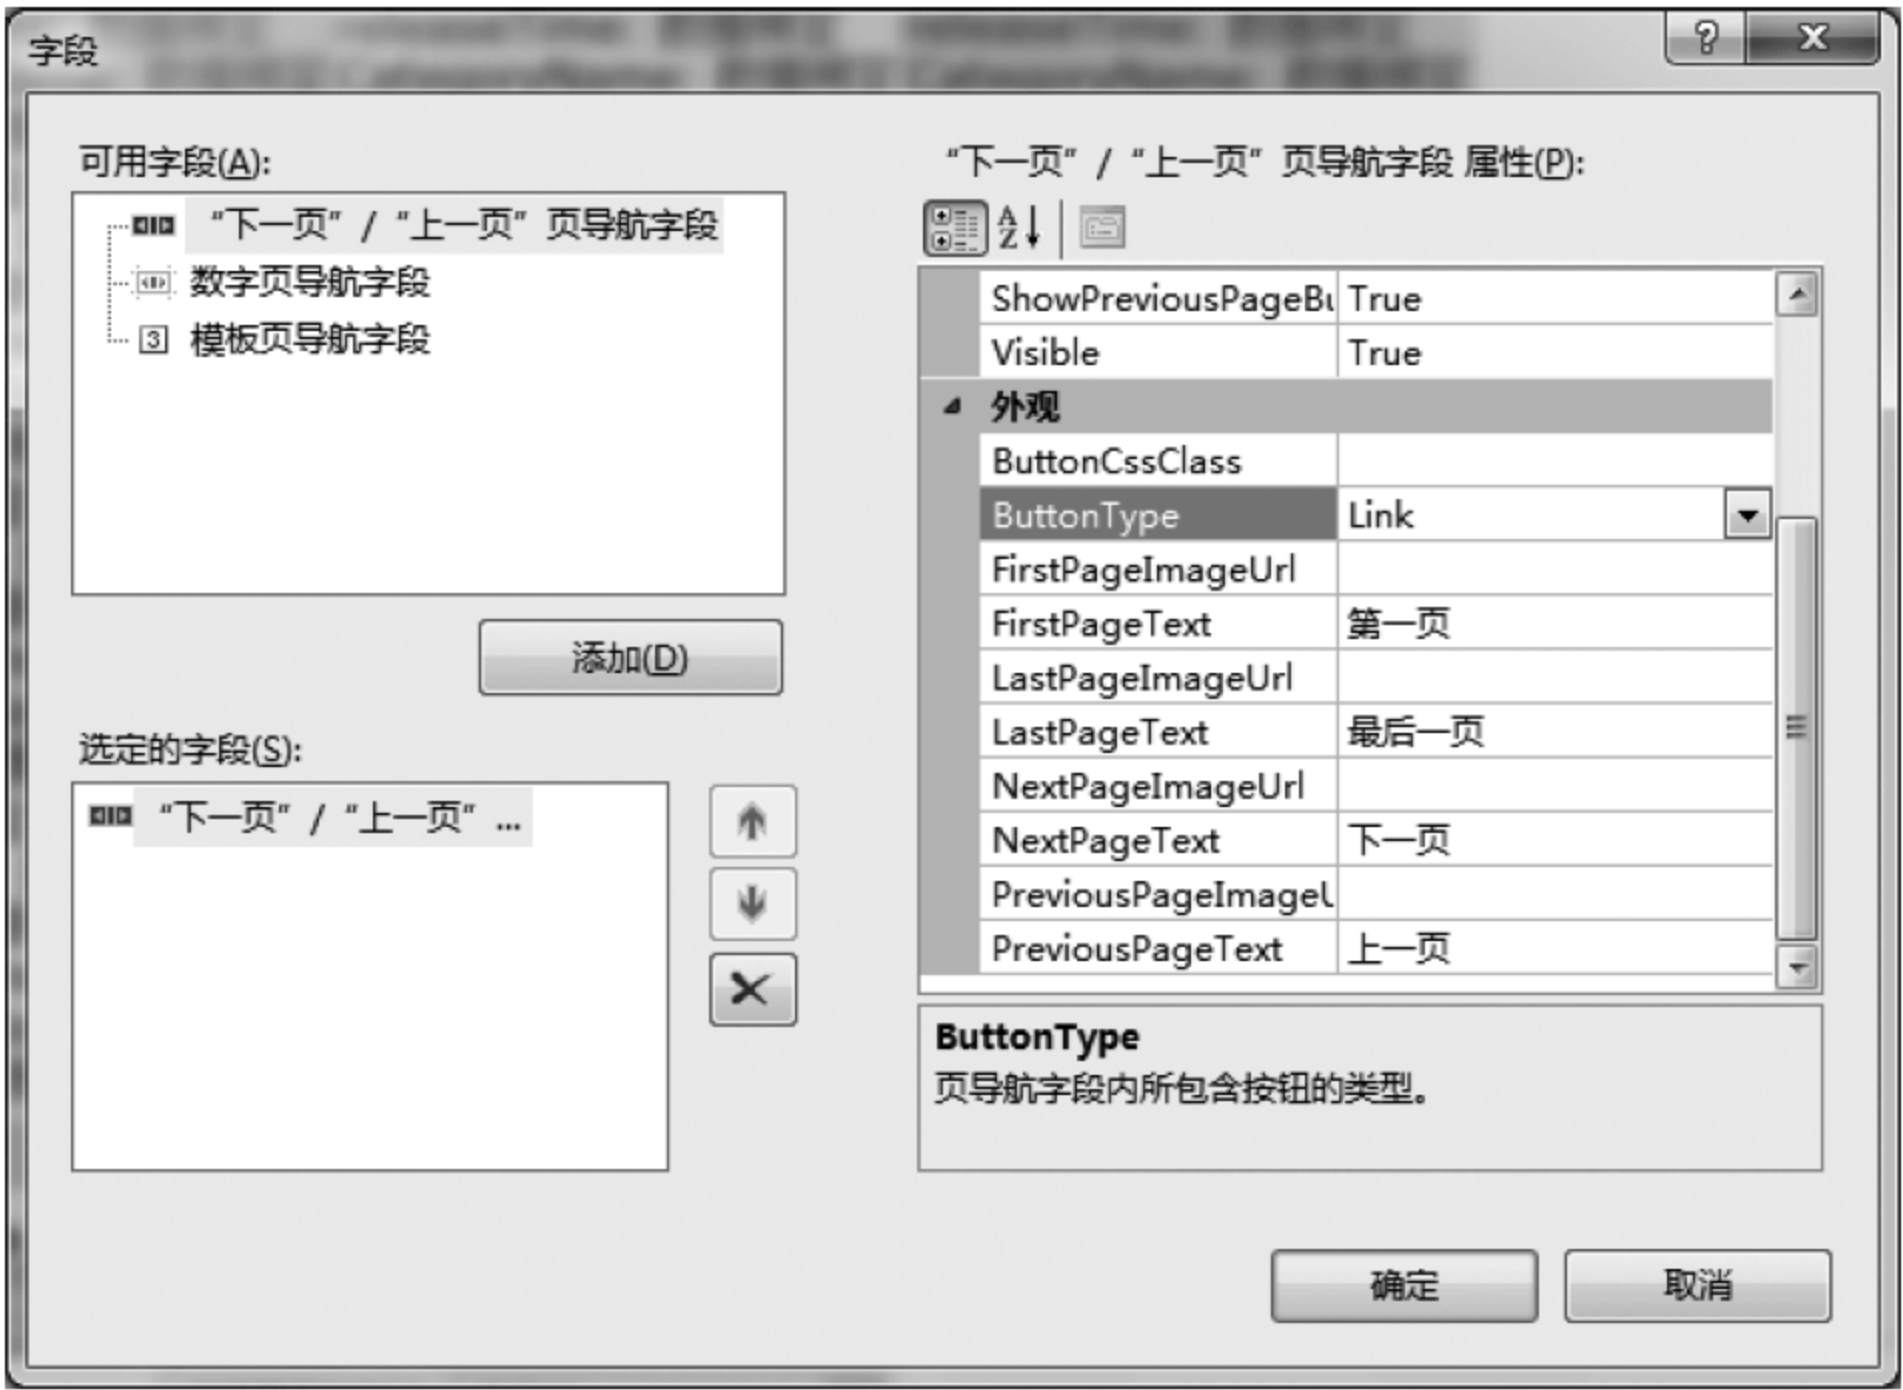 字段
可用字段(A):
“下一页” / “上一页” 页导航字段
数字页导航字段
3 模板页导航字段
添加(D)
选定的字段(S):
“下一页” / “上一页” ...
“下一页” / “上一页” 页导航字段 属性(P):
ShowPreviousPageBu True
Visible True
外观
ButtonCssClass
ButtonType Link
FirstPageImageUrl
FirstPageText 第一页
LastPageImageUrl
LastPageText 最后一页
NextPageImageUrl
NextPageText 下一页
PreviousPageImageU
PreviousPageText 上一页
ButtonType
页导航字段内所包含按钮的类型。
确定 取消